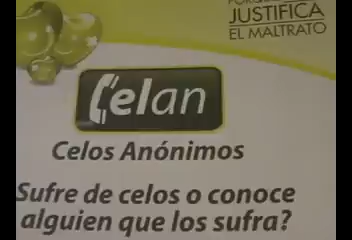 JUSTIFICA
EL MALTRATO
Celan
Celos Anónimos
Sufre de celos o conoce
alguien que los sufra?